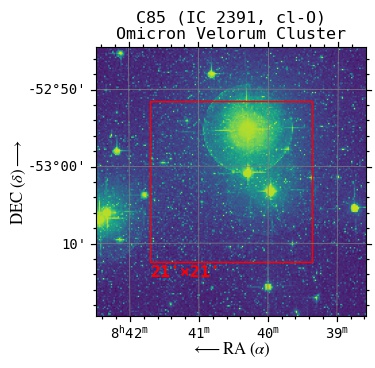 C85 (IC 2391, cl-O)
Omicron Velorum Cluster
-52°50'
-53°00'
10'
DEC (δ) ⟶
21'×21'
8ʰ42ᵐ 41ᵐ 40ᵐ 39ᵐ
⟵ RA (α)